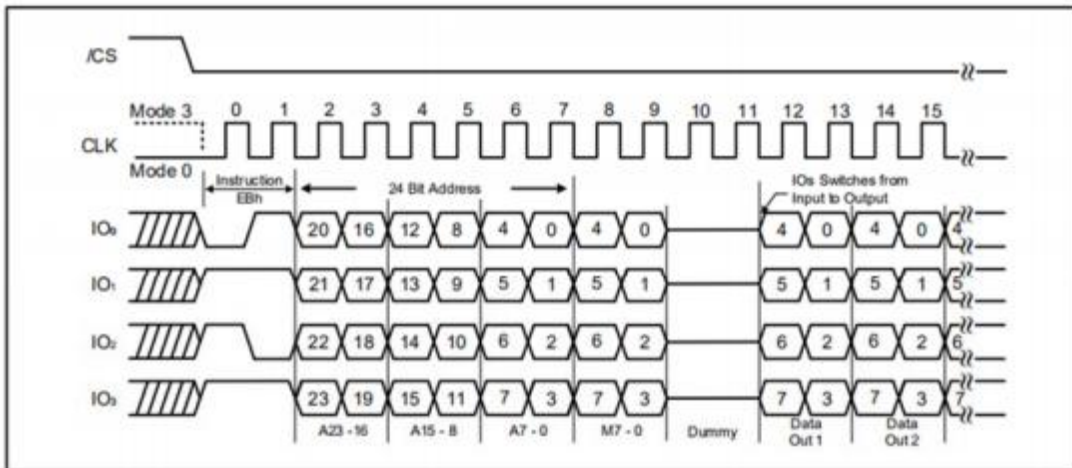 /CS
Mode 3 0 1 2 3 4 5 6 7 8 9 10 11 12 13 14 15
CLK
Mode 0
Instruction
EBh
24 Bit Address
IOs Switches from
Input to Output
IO₀ 20 16 12 8 4 0 4 0 4 0 4 0 4
IO₁ 21 17 13 9 5 1 5 1 5 1 5 1 5
IO₂ 22 18 14 10 6 2 6 2 6 2 6 2 6
IO₃ 23 19 15 11 7 3 7 3 7 3 7 3 7
A23 - 16 A15 - 8 A7 - 0 M7 - 0 Dummy Data Out 1 Data Out 2